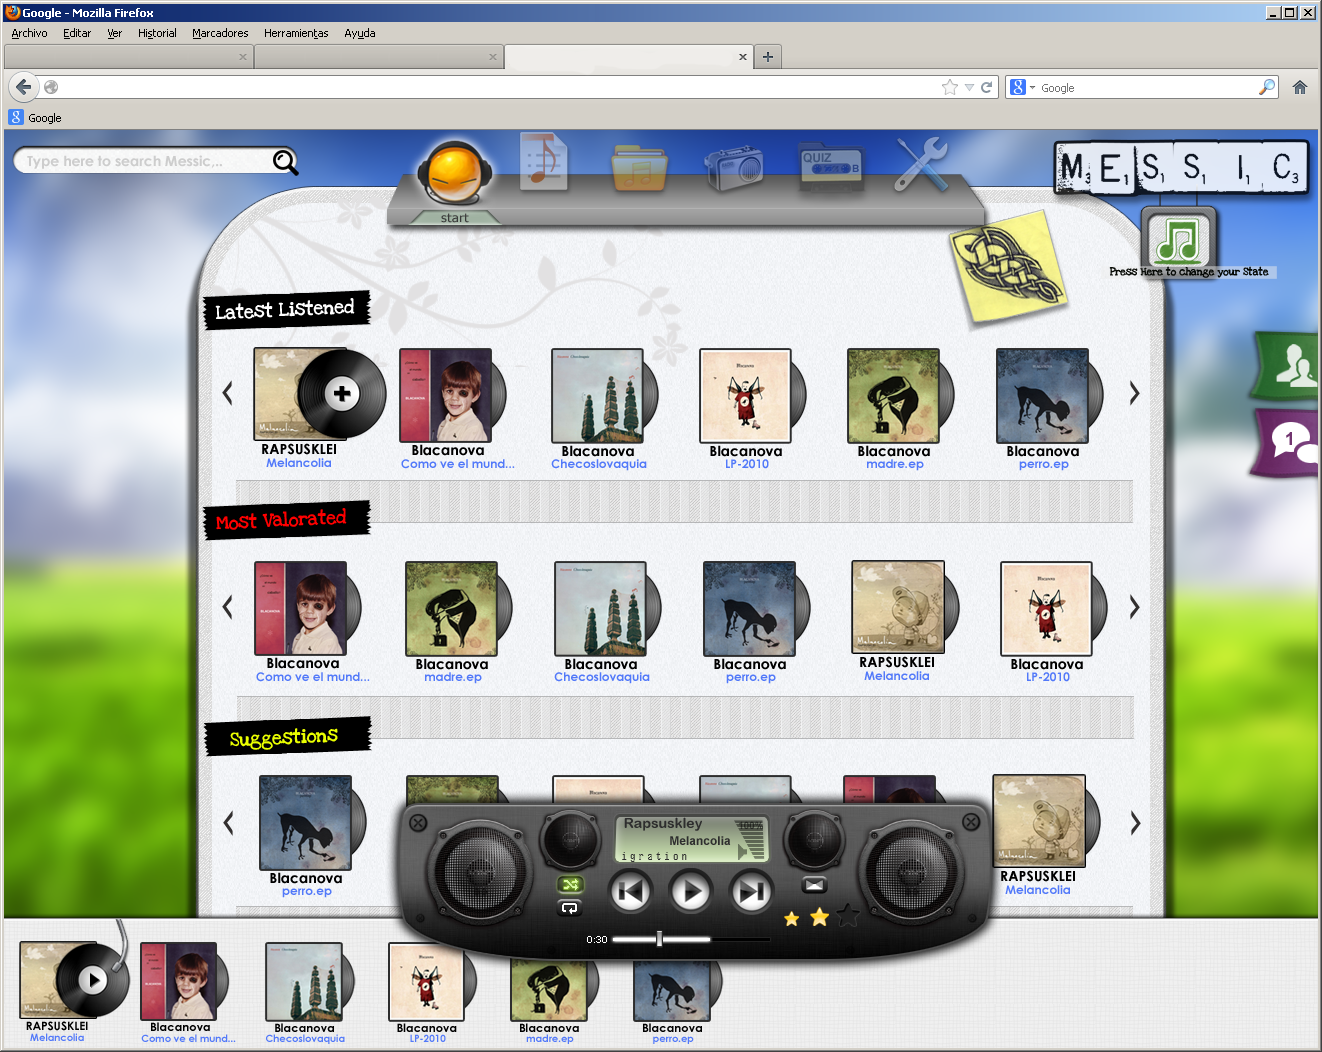 Google - Mozilla Firefox
Archivo Editar Ver Historial Marcadores Herramientas Ayuda
Google
Google
Type here to search Messic,..
start
QUIZ B
MESSIC
Press Here to change your State
Latest Listened
RAPSUSKLEI
Melancolia
Blacanova
Como ve el mund...
Blacanova
Checoslovaquia
Blacanova
LP-2010
Blacanova
madre.ep
Blacanova
perro.ep
1
Most Valorated
Blacanova
Como ve el mund...
Blacanova
madre.ep
Blacanova
Checoslovaquia
Blacanova
perro.ep
RAPSUSKLEI
Melancolia
Blacanova
LP-2010
Suggestions
Blacanova
perro.ep
RAPSUSKLEI
Melancolia
Rapsuskley 100%
Melancolia
igration
0:30
RAPSUSKLEI
Melancolia
Blacanova
Como ve el mund...
Blacanova
Checoslovaquia
Blacanova
LP-2010
Blacanova
madre.ep
Blacanova
perro.ep